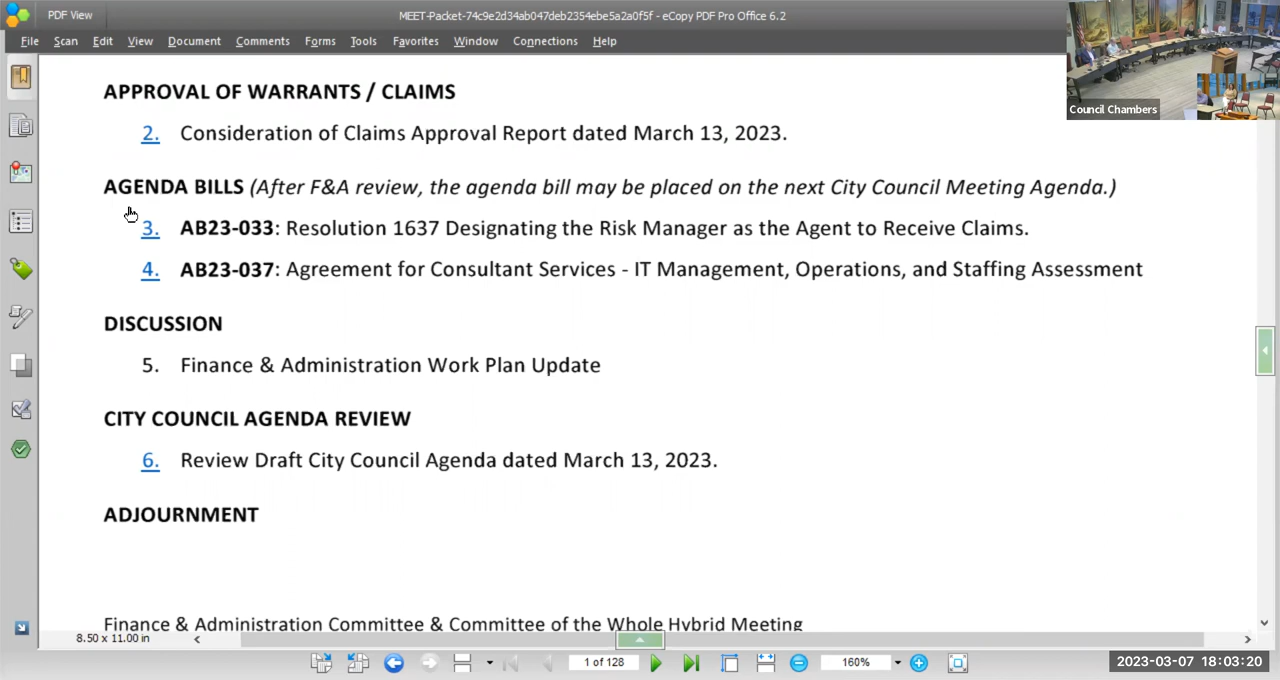 PDF View
MEET-Packet-74c9e2d34ab047deb2354ebe5a2a0f5f - eCopy PDF Pro Office 6.2
File Scan Edit View Document Comments Forms Tools Favorites Window Connections Help
Council Chambers
APPROVAL OF WARRANTS / CLAIMS
2. Consideration of Claims Approval Report dated March 13, 2023.
AGENDA BILLS (After F&A review, the agenda bill may be placed on the next City Council Meeting Agenda.)
3. AB23-033: Resolution 1637 Designating the Risk Manager as the Agent to Receive Claims.
4. AB23-037: Agreement for Consultant Services - IT Management, Operations, and Staffing Assessment
DISCUSSION
5. Finance & Administration Work Plan Update
CITY COUNCIL AGENDA REVIEW
6. Review Draft City Council Agenda dated March 13, 2023.
ADJOURNMENT
Finance & Administration Committee & Committee of the Whole Hybrid Meeting
8.50 x 11.00 in
1 of 128
160%
2023-03-07 18:03:20